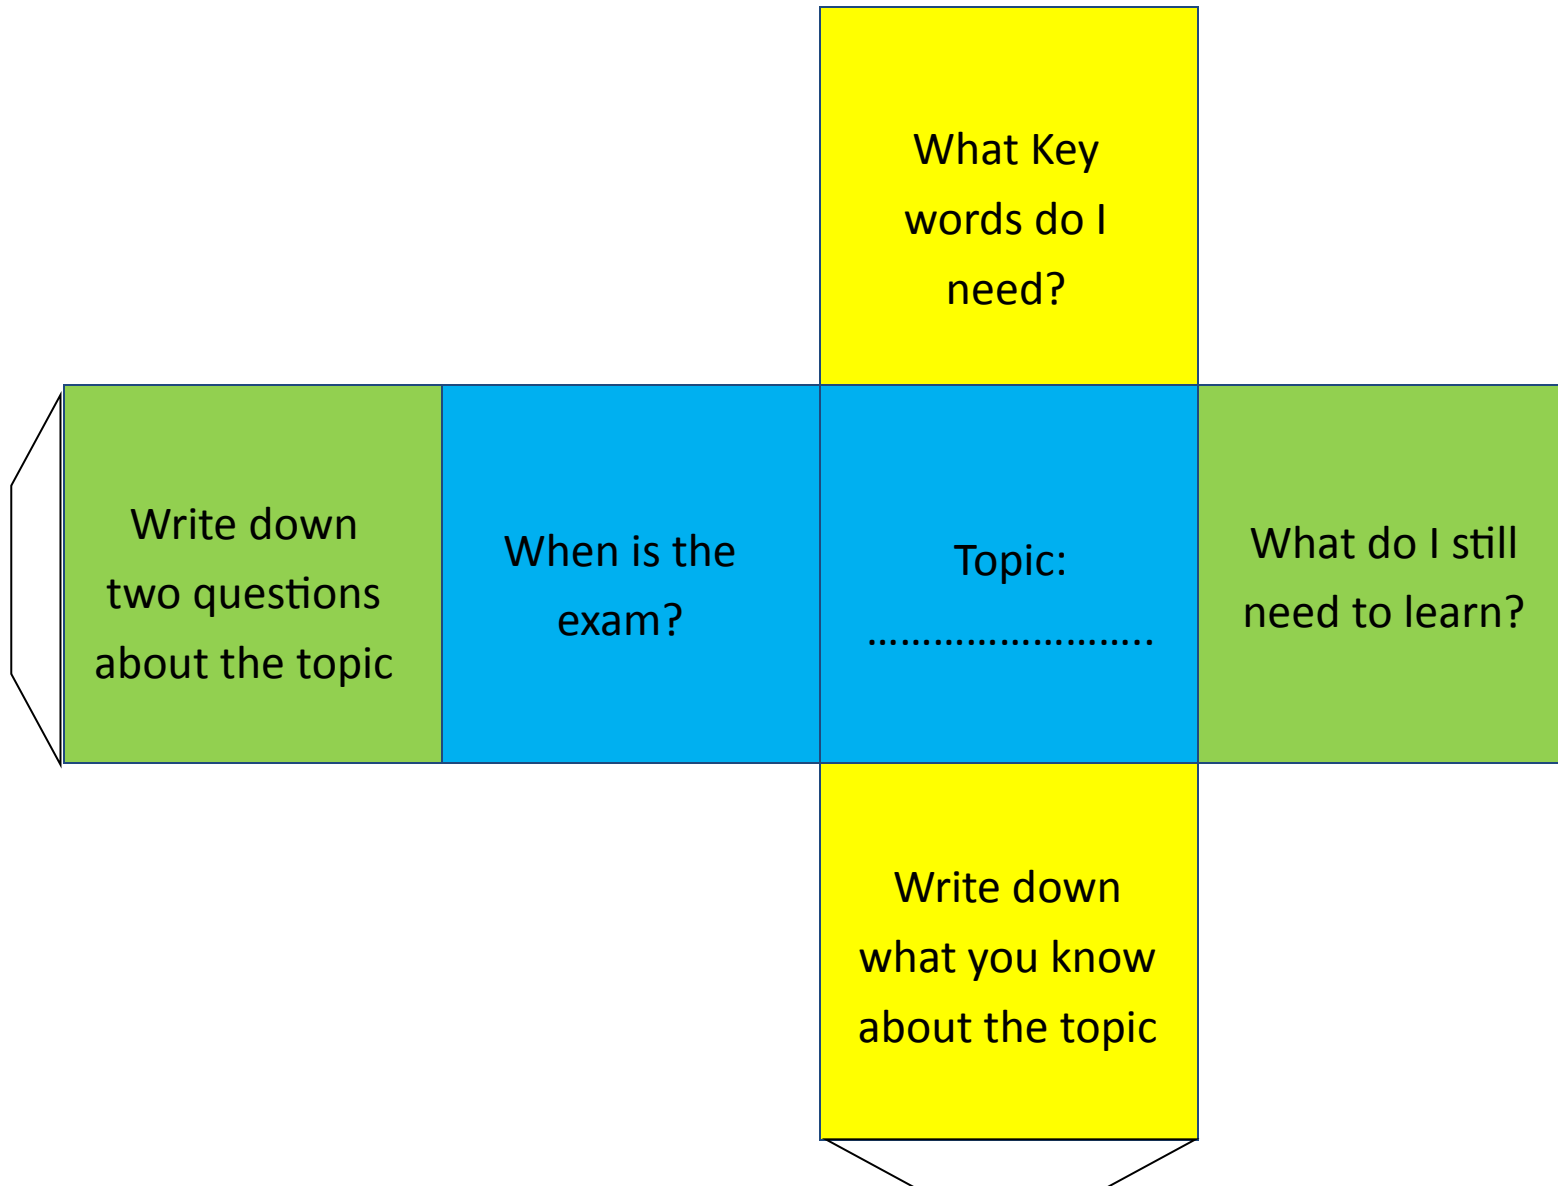 What Key
words do I
need?
Write down
two questions
about the topic
When is the
exam?
Topic:
……………………..
What do I still
need to learn?
Write down
what you know
about the topic